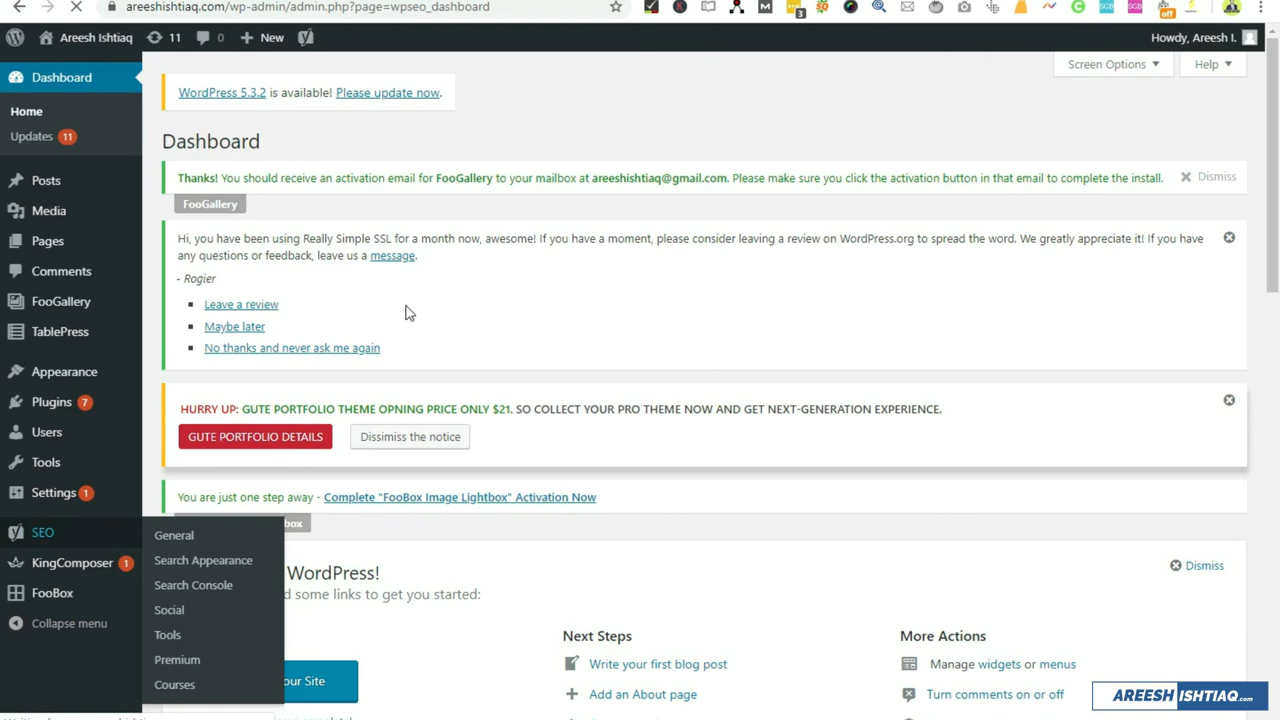 areeshishtiaq.com/wp-admin/admin.php?page=wpseo_dashboard
Areesh Ishtiaq
11
0
New
Howdy, Areesh I.
Dashboard
Home
Updates 11
Posts
Media
Pages
Comments
FooGallery
TablePress
Appearance
Plugins 7
Users
Tools
Settings 1
SEO
KingComposer 1
FooBox
Collapse menu
General
Search Appearance
Search Console
Social
Tools
Premium
Courses
Screen Options
Help
WordPress 5.3.2 is available! Please update now.
Dashboard
Thanks! You should receive an activation email for FooGallery to your mailbox at areeshishtiaq@gmail.com. Please make sure you click the activation button in that email to complete the install.
Dismiss
FooGallery
Hi, you have been using Really Simple SSL for a month now, awesome! If you have a moment, please consider leaving a review on WordPress.org to spread the word. We greatly appreciate it! If you have
any questions or feedback, leave us a message.
- Rogier
Leave a review
Maybe later
No thanks and never ask me again
HURRY UP: GUTE PORTFOLIO THEME OPNING PRICE ONLY $21. SO COLLECT YOUR PRO THEME NOW AND GET NEXT-GENERATION EXPERIENCE.
GUTE PORTFOLIO DETAILS
Dissimiss the notice
You are just one step away - Complete "FooBox Image Lightbox" Activation Now
box
WordPress!
Dismiss
d some links to get you started:
Next Steps
More Actions
our Site
Write your first blog post
Add an About page
Manage widgets or menus
Turn comments on or off
AREESHISHTIAQ.com